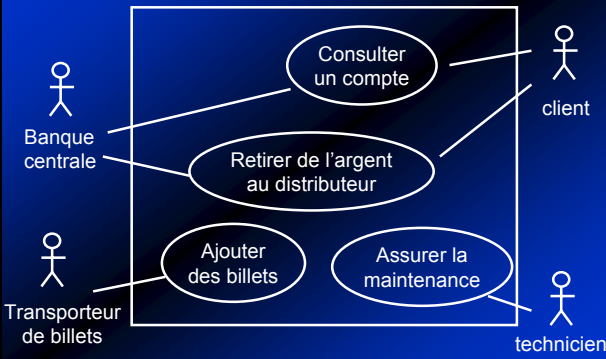 Consulter
un compte
client
Banque
centrale
Retirer de l'argent
au distributeur
Ajouter
des billets
Assurer la
maintenance
Transporteur
de billets
technicien